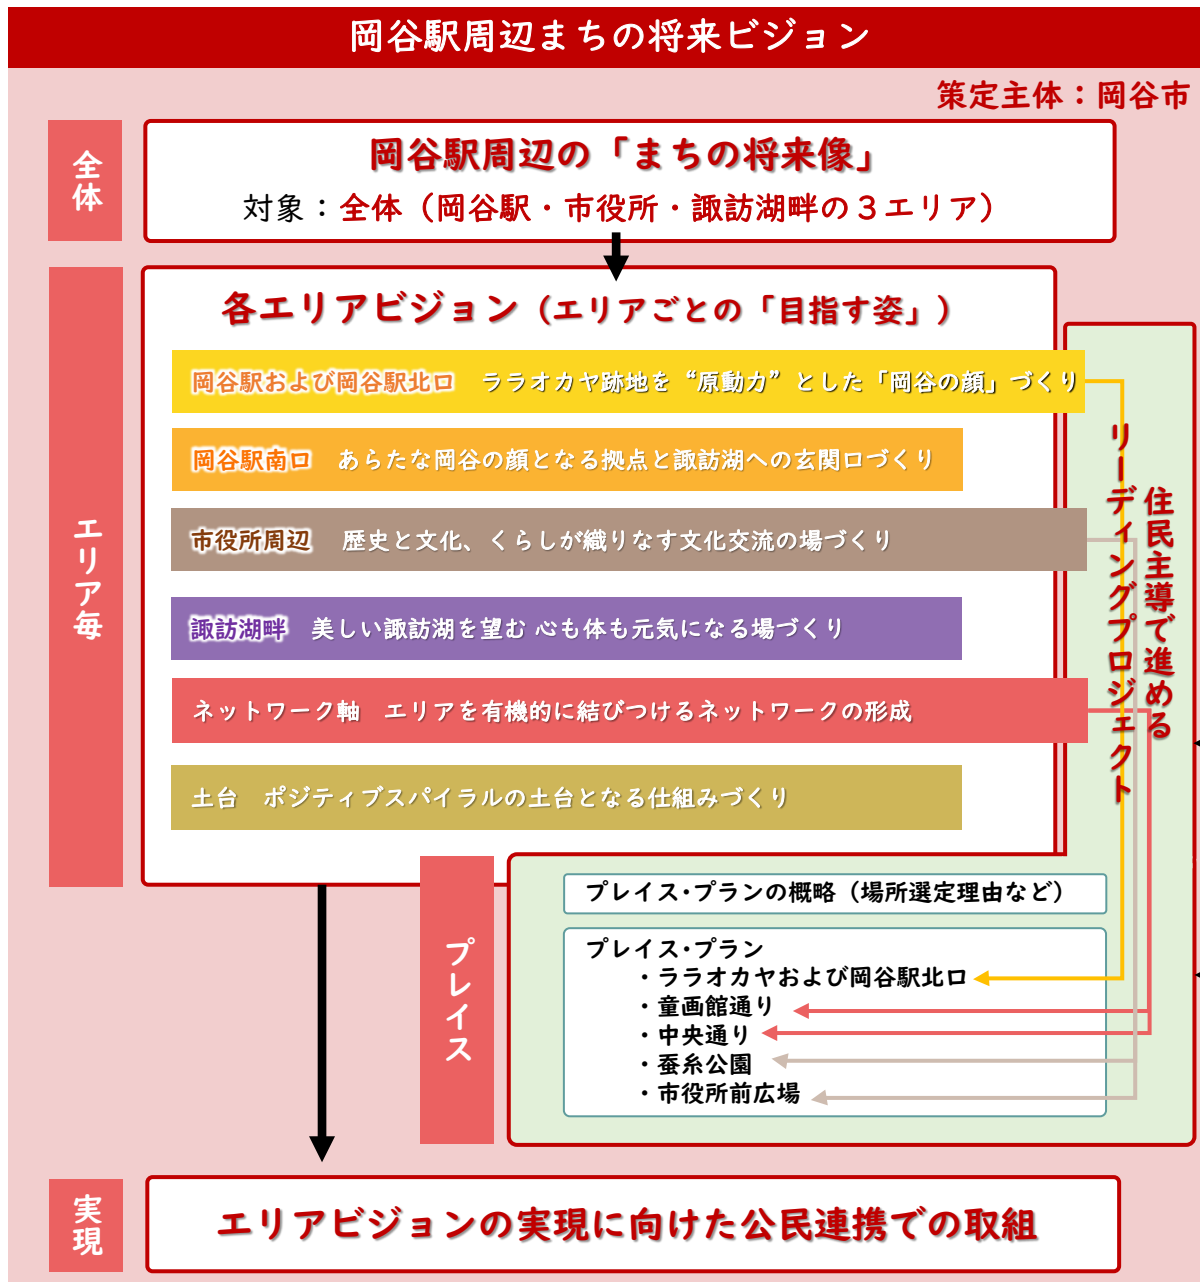 岡谷駅周辺まちの将来ビジョン
策定主体：岡谷市
全体
岡谷駅周辺の「まちの将来像」
対象：全体（岡谷駅・市役所・諏訪湖畔の３エリア）
エリア毎
各エリアビジョン（エリアごとの「目指す姿」）
岡谷駅および岡谷駅北口　ララオカヤ跡地を“原動力”とした「岡谷の顔」づくり
岡谷駅南口　あらたな岡谷の顔となる拠点と諏訪湖への玄関口づくり
市役所周辺　歴史と文化、くらしが織りなす文化交流の場づくり
諏訪湖畔　美しい諏訪湖を望む 心も体も元気になる場づくり
ネットワーク軸　エリアを有機的に結びつけるネットワークの形成
土台　ポジティブスパイラルの土台となる仕組みづくり
住民主導で進める
リーディングプロジェクト
プレイス
プレイス・プランの概略（場所選定理由など）
プレイス・プラン
・ララオカヤおよび岡谷駅北口
・童画館通り
・中央通り
・蚕糸公園
・市役所前広場
実現
エリアビジョンの実現に向けた公民連携での取組